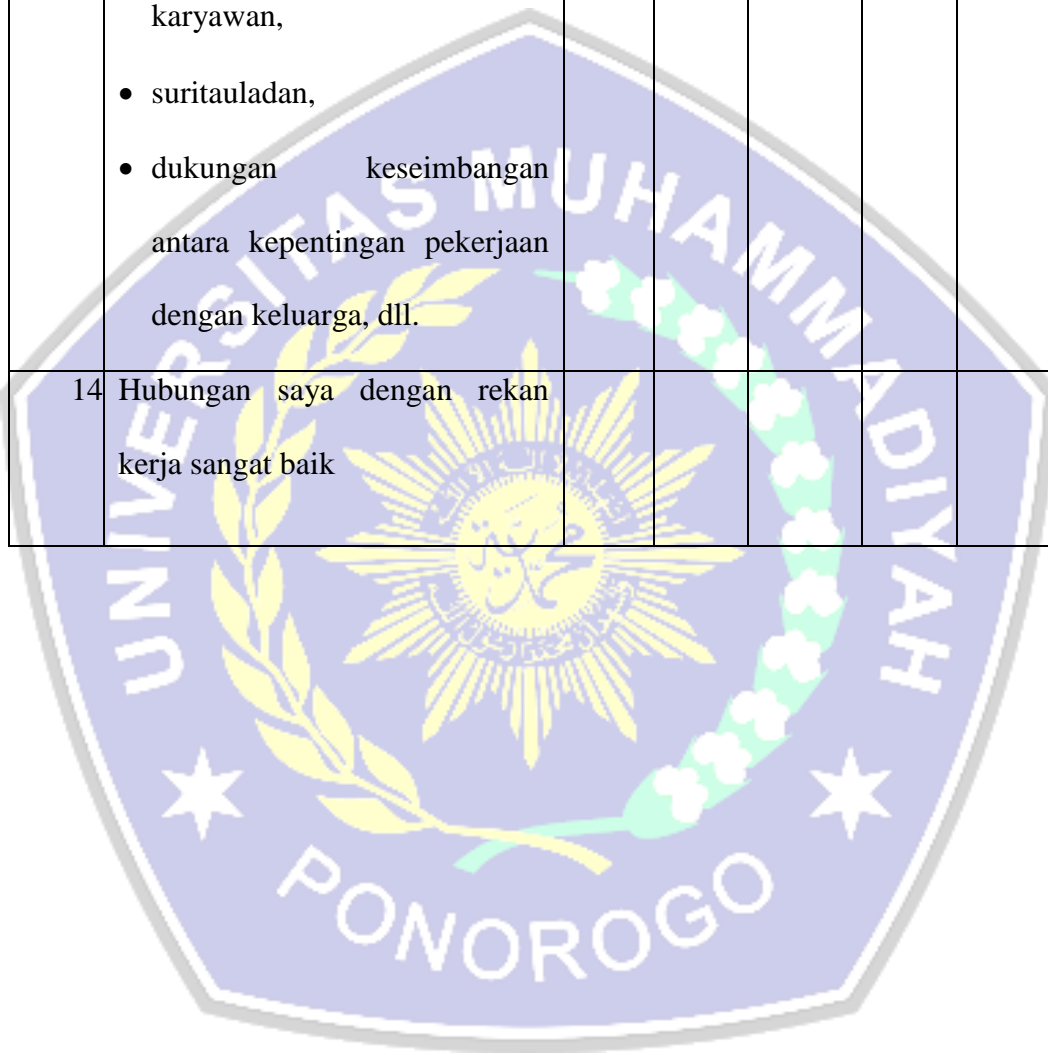 karyawan,
• suritauladan,
• dukungan keseimbangan
antara kepentingan pekerjaan
dengan keluarga, dll.
14 Hubungan saya dengan rekan
kerja sangat baik
UNIVERSITAS MUHAMMADIYAH
PONOROGO